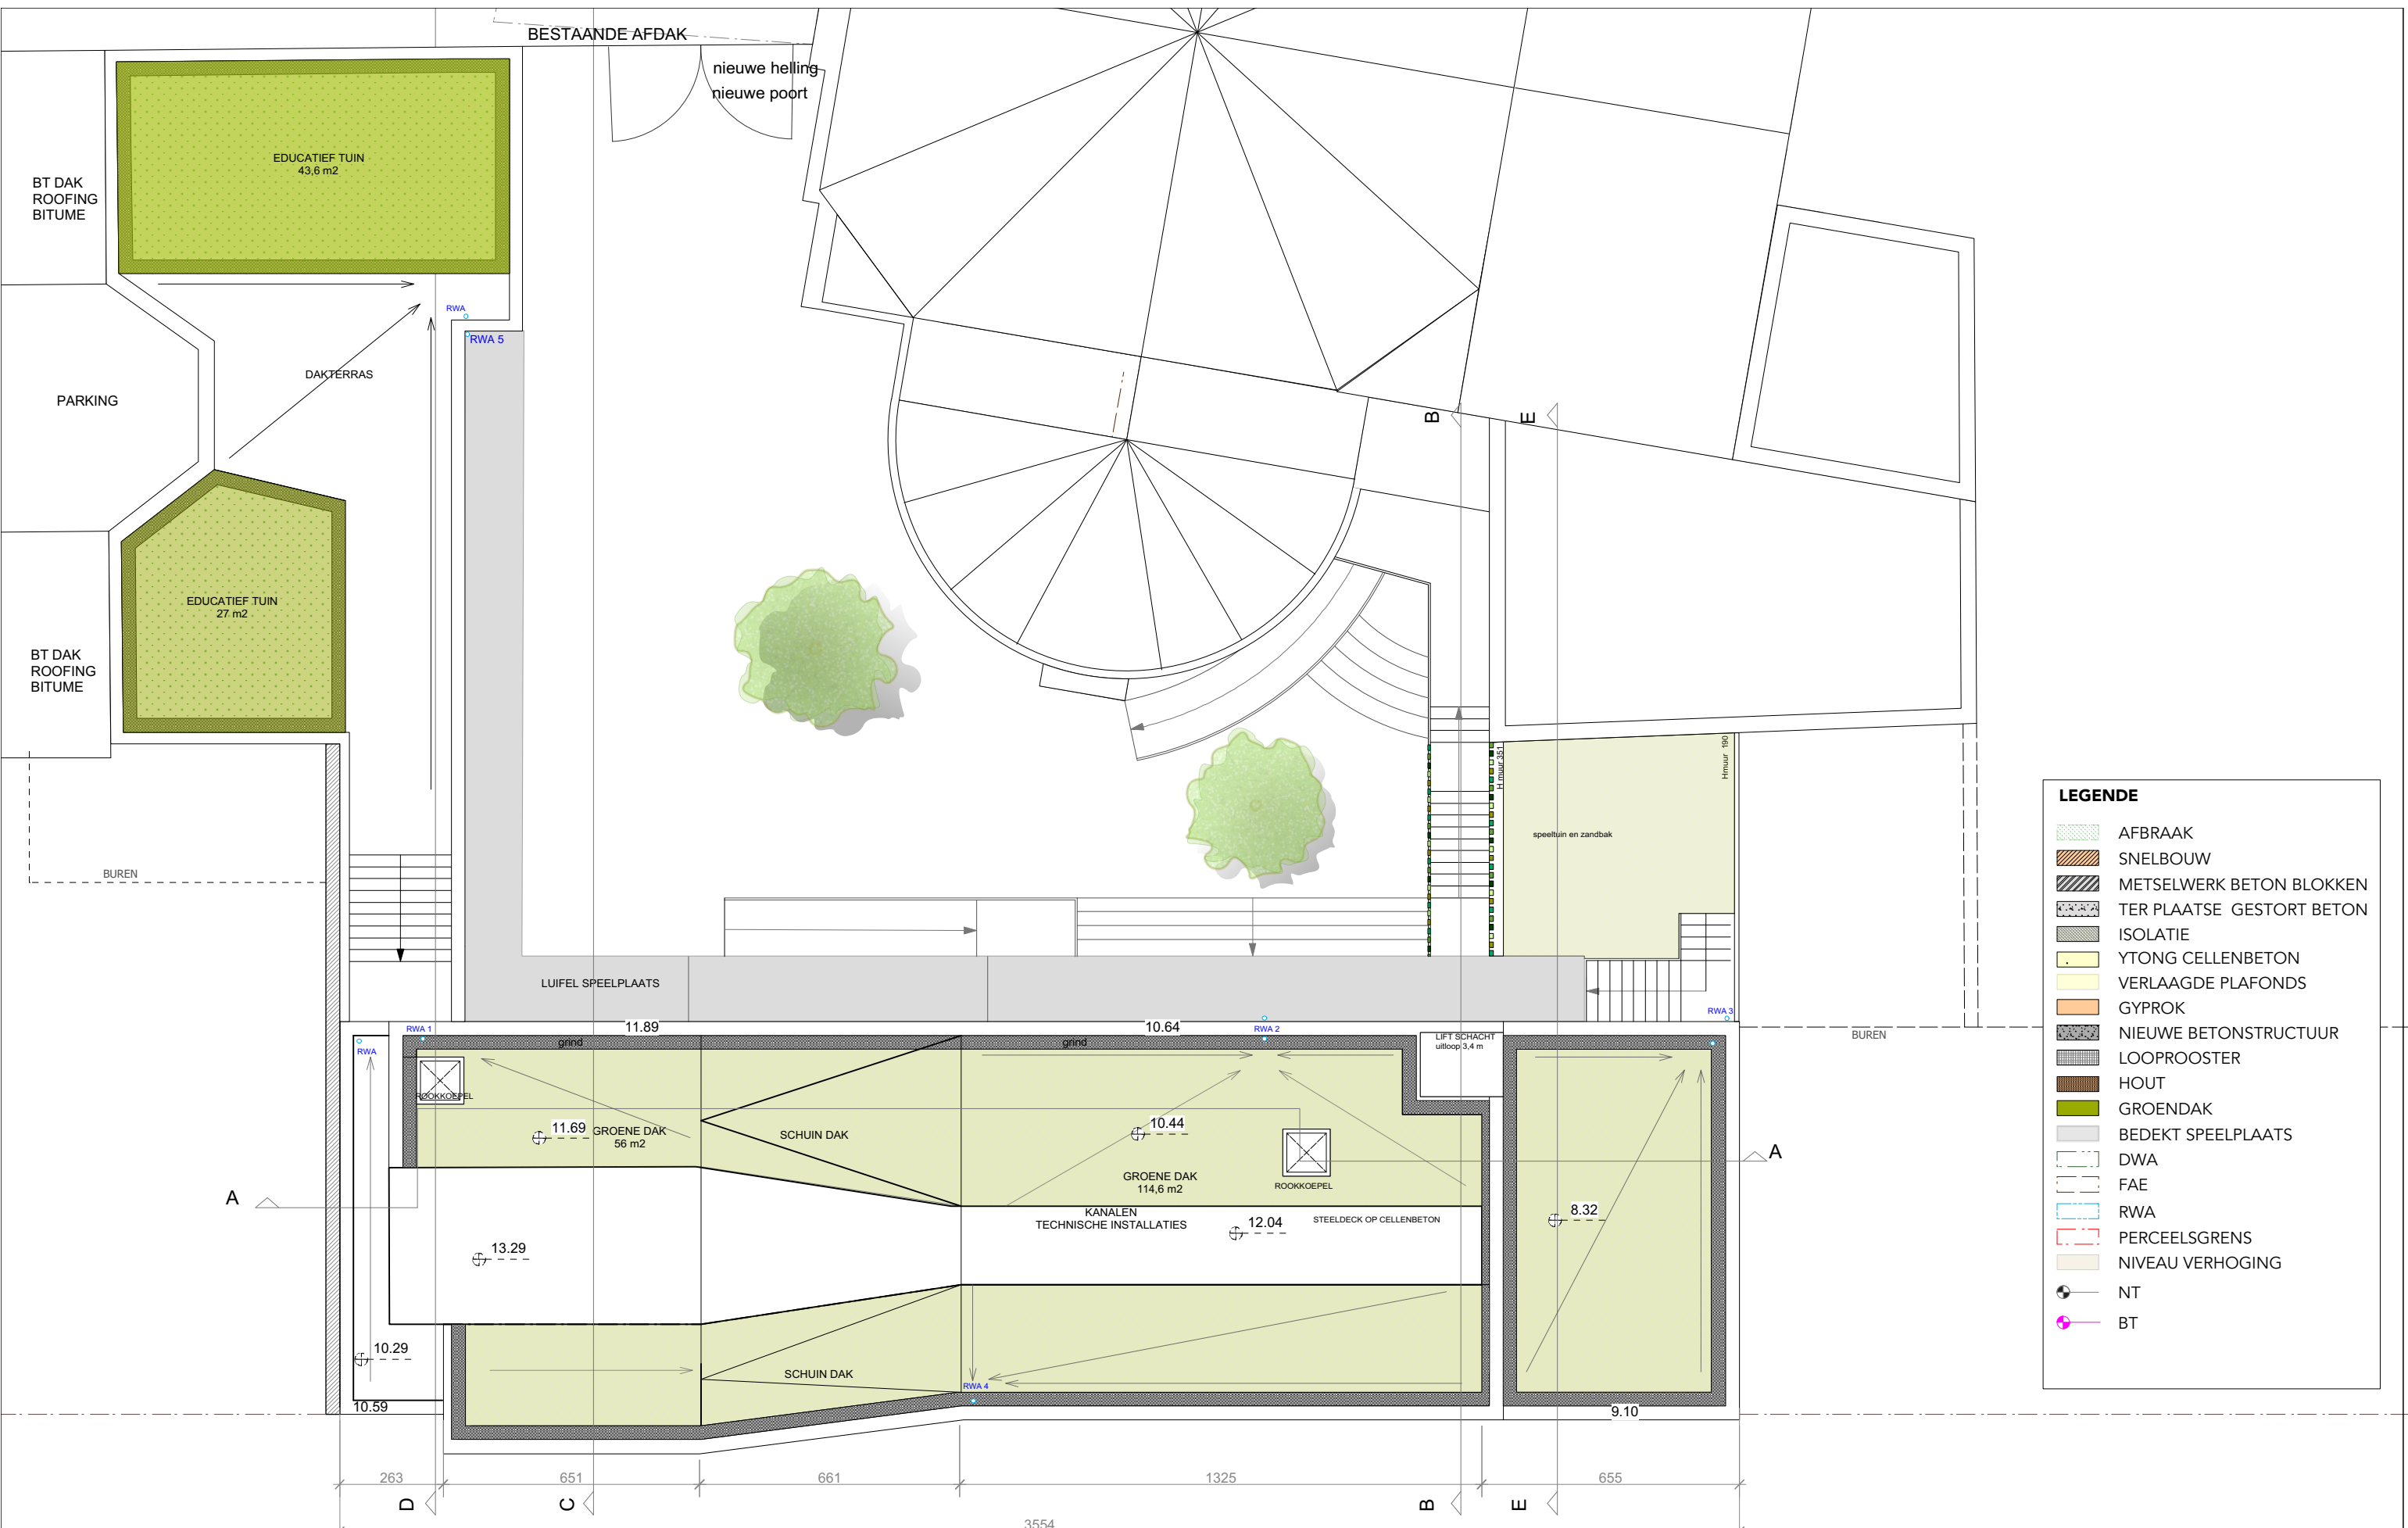 BESTAANDE AFDAK
nieuwe helling
nieuwe poort
EDUCATIEF TUIN
43,6 m2
BT DAK
ROOFING
BITUME
RWA
RWA 5
DAKTERRAS
PARKING
B
E
EDUCATIEF TUIN
27 m2
BT DAK
ROOFING
BITUME
H muur 351
Hmuur 190
speeltuin en zandbak
BUREN
LUIFEL SPEELPLAATS
RWA 3
RWA 1
11.89
10.64
RWA 2
BUREN
RWA
grind
grind
LIFT SCHACHT
uitloop 3,4 m
ROOKKOEPEL
11.69
GROENE DAK
56 m2
SCHUIN DAK
10.44
A
GROENE DAK
114,6 m2
ROOKKOEPEL
A
KANALEN
TECHNISCHE INSTALLATIES
12.04
STEELDECK OP CELLENBETON
8.32
13.29
10.29
SCHUIN DAK
RWA 4
10.59
9.10
263
651
661
1325
655
D
C
B
E
3554
LEGENDE
AFBRAAK
SNELBOUW
METSELWERK BETON BLOKKEN
TER PLAATSE GESTORT BETON
ISOLATIE
YTONG CELLENBETON
VERLAAGDE PLAFONDS
GYPROK
NIEUWE BETONSTRUCTUUR
LOOPROOSTER
HOUT
GROENDAK
BEDEKT SPEELPLAATS
DWA
FAE
RWA
PERCEELSGRENS
NIVEAU VERHOGING
NT
BT